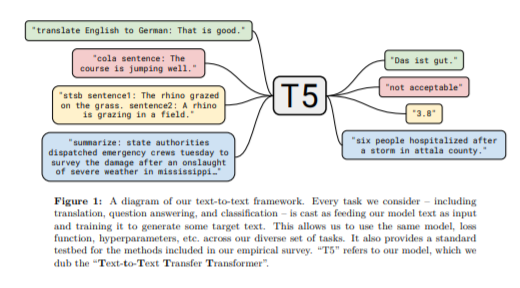 "translate English to German: That is good."
"cola sentence: The
course is jumping well."
"stsb sentence1: The rhino grazed
on the grass. sentence2: A rhino
is grazing in a field."
"summarize: state authorities
dispatched emergency crews tuesday to
survey the damage after an onslaught
of severe weather in mississippi…"
T5
"Das ist gut."
"not acceptable"
"3.8"
"six people hospitalized after
a storm in attala county."
Figure 1: A diagram of our text-to-text framework. Every task we consider – including
translation, question answering, and classification – is cast as feeding our model text as input
and training it to generate some target text. This allows us to use the same model, loss
function, hyperparameters, etc. across our diverse set of tasks. It also provides a standard
testbed for the methods included in our empirical survey. “T5” refers to our model, which we
dub the “Text-to-Text Transfer Transformer”.